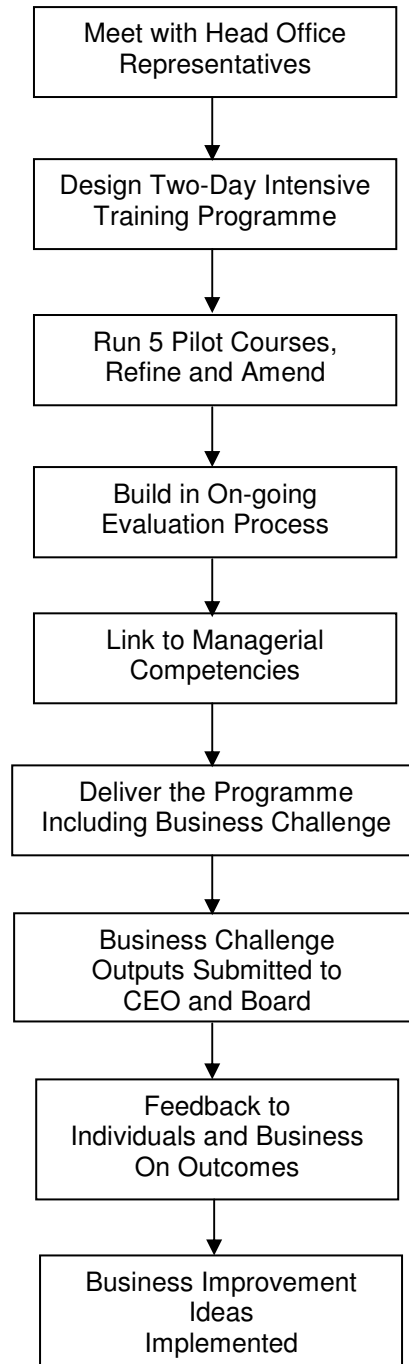 Meet with Head Office
Representatives
Design Two-Day Intensive
Training Programme
Run 5 Pilot Courses,
Refine and Amend
Build in On-going
Evaluation Process
Link to Managerial
Competencies
Deliver the Programme
Including Business Challenge
Business Challenge
Outputs Submitted to
CEO and Board
Feedback to
Individuals and Business
On Outcomes
Business Improvement
Ideas
Implemented